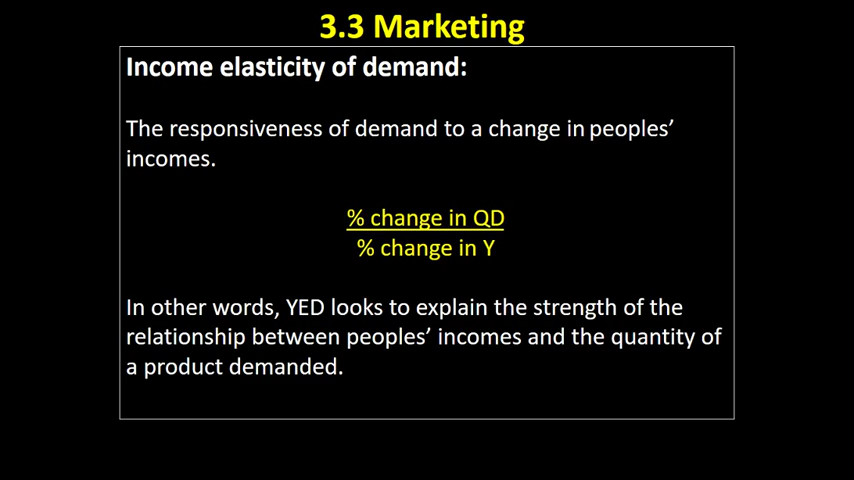 3.3 Marketing
Income elasticity of demand:
The responsiveness of demand to a change in peoples’
incomes.
% change in QD
% change in Y
In other words, YED looks to explain the strength of the
relationship between peoples’ incomes and the quantity of
a product demanded.